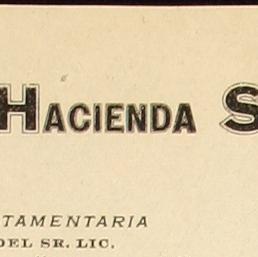 HACIENDA S
TAMENTARIA
DEL SR. LIC.